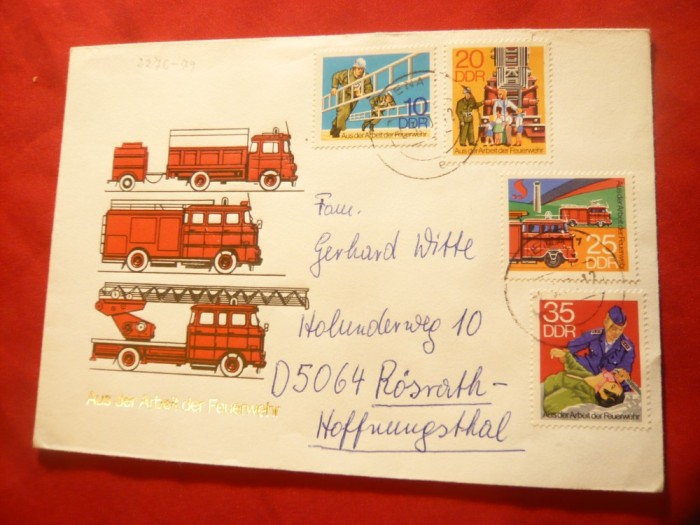 10
DDR
Aus der Arbeit der Feuerwehr
20
DDR
Aus der Arbeit der Feuerwehr
25
DDR
Aus der Arbeit der Feuerwehr
35
DDR
Aus der Arbeit der Feuerwehr
Fam.
Gerhard Witte
Holunderweg 10
D5064 Rösrath-
Hoffnungsthal
Aus der Arbeit der Feuerwehr